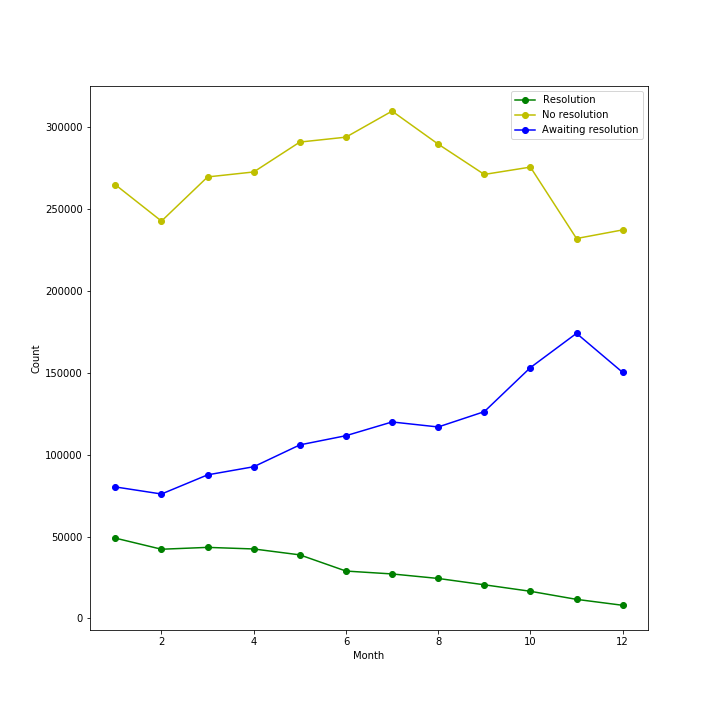 Resolution
No resolution
Awaiting resolution
300000
250000
200000
150000
100000
50000
0
Count
2 4 6 8 10 12
Month